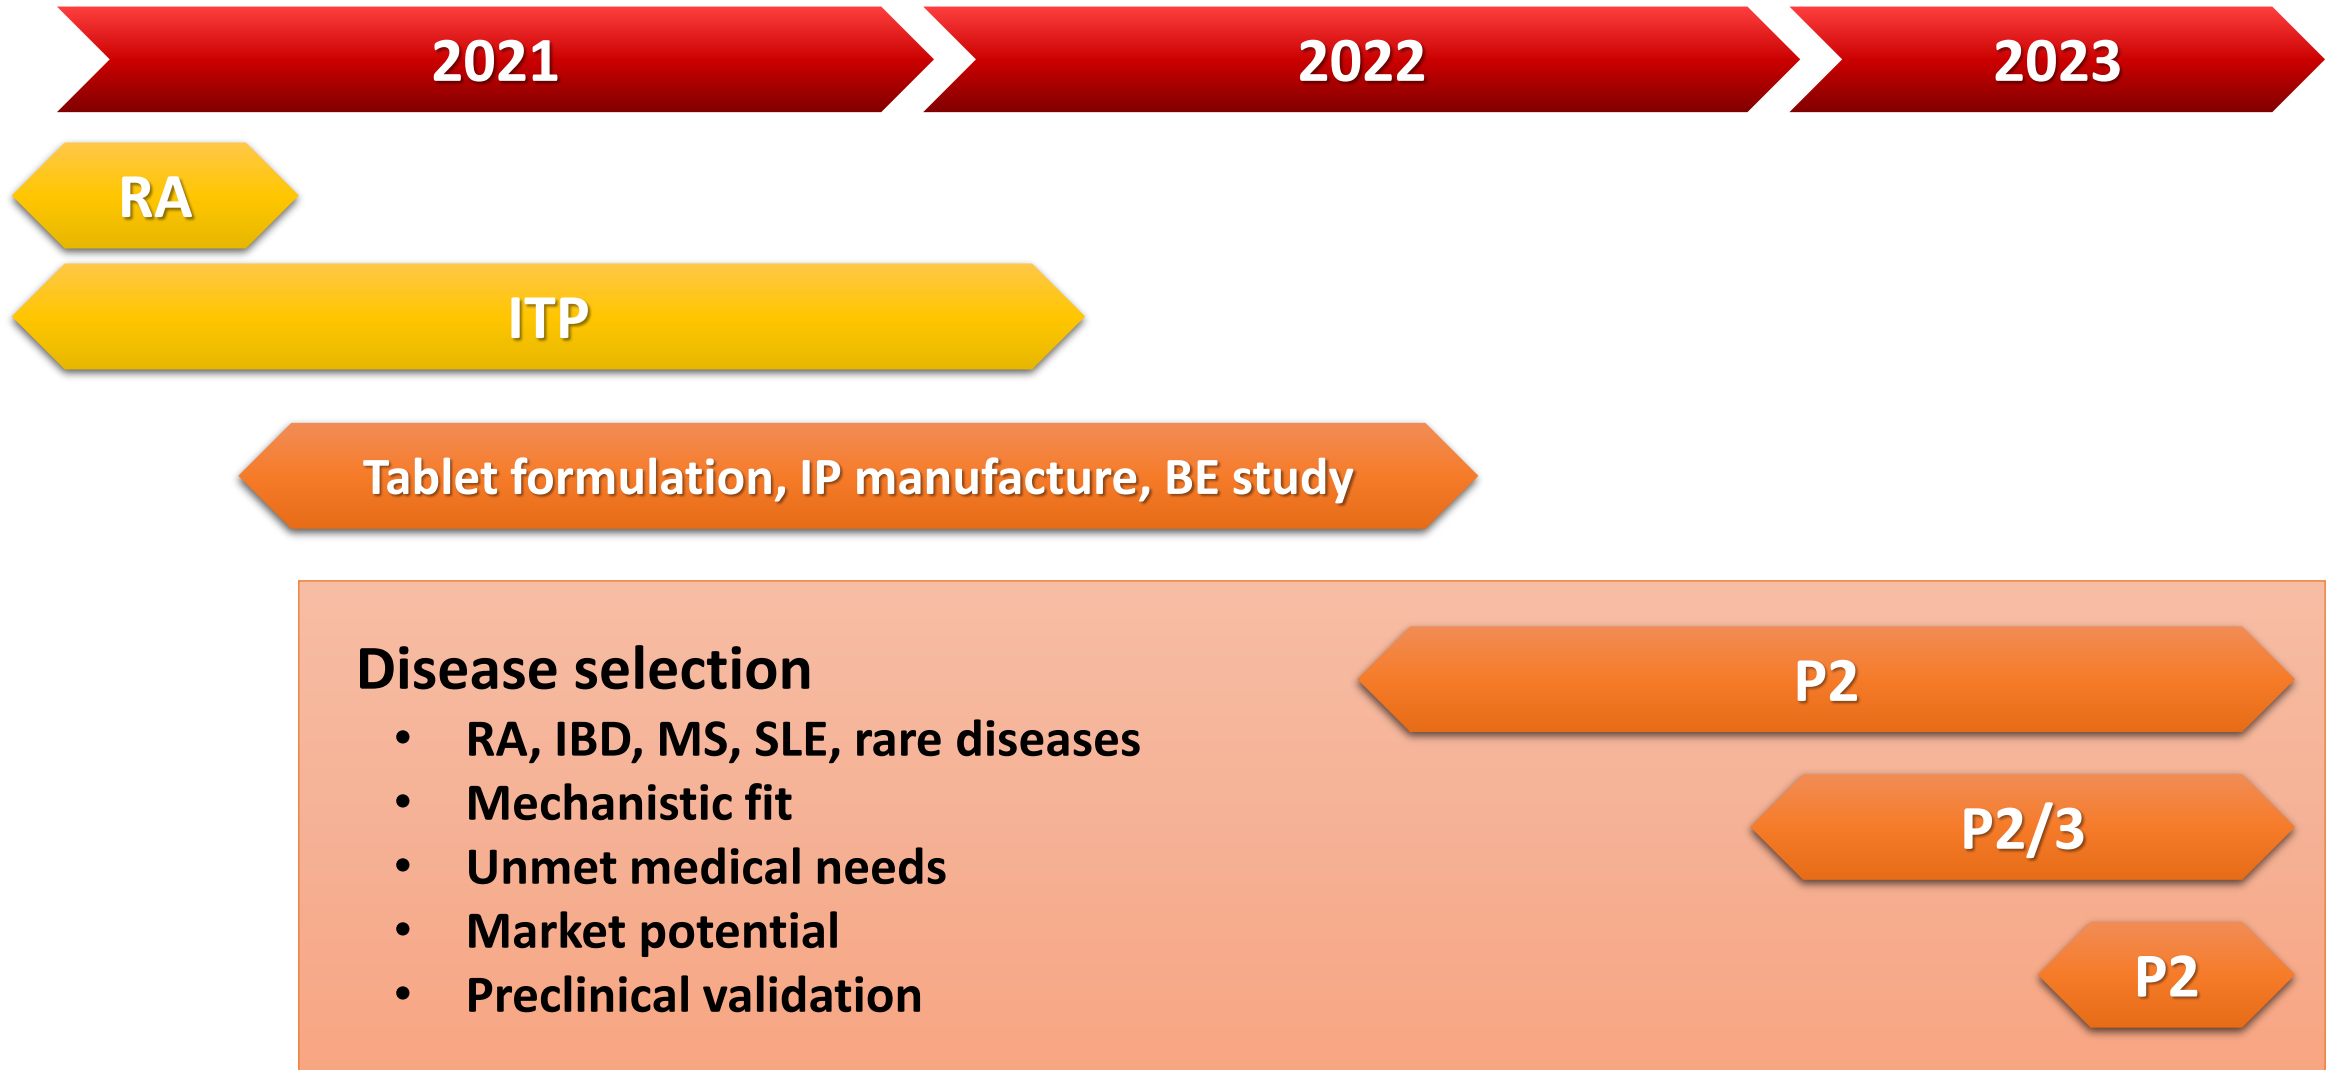 2021
2022
2023
RA
ITP
Tablet formulation, IP manufacture, BE study
Disease selection
• RA, IBD, MS, SLE, rare diseases
• Mechanistic fit
• Unmet medical needs
• Market potential
• Preclinical validation
P2
P2/3
P2